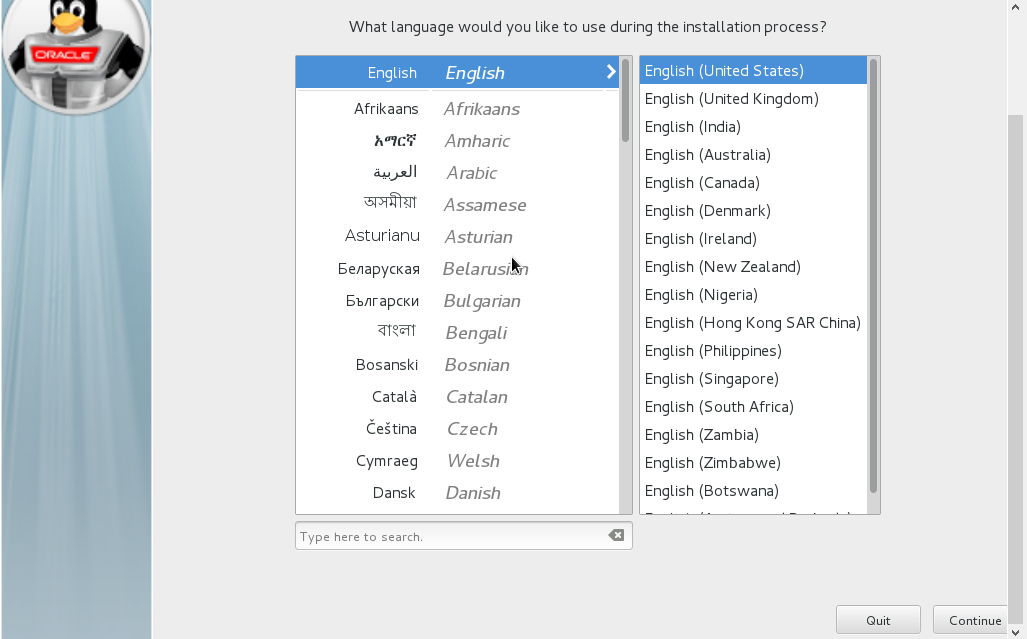 ORACLE
What language would you like to use during the installation process?
English English
Afrikaans Afrikaans
አማርኛ Amharic
العربية Arabic
অসমীয়া Assamese
Asturianu Asturian
Беларуская Belarusian
Български Bulgarian
বাংলা Bengali
Bosanski Bosnian
Català Catalan
Čeština Czech
Cymraeg Welsh
Dansk Danish
Type here to search.
English (United States)
English (United Kingdom)
English (India)
English (Australia)
English (Canada)
English (Denmark)
English (Ireland)
English (New Zealand)
English (Nigeria)
English (Hong Kong SAR China)
English (Philippines)
English (Singapore)
English (South Africa)
English (Zambia)
English (Zimbabwe)
English (Botswana)
Quit
Continue